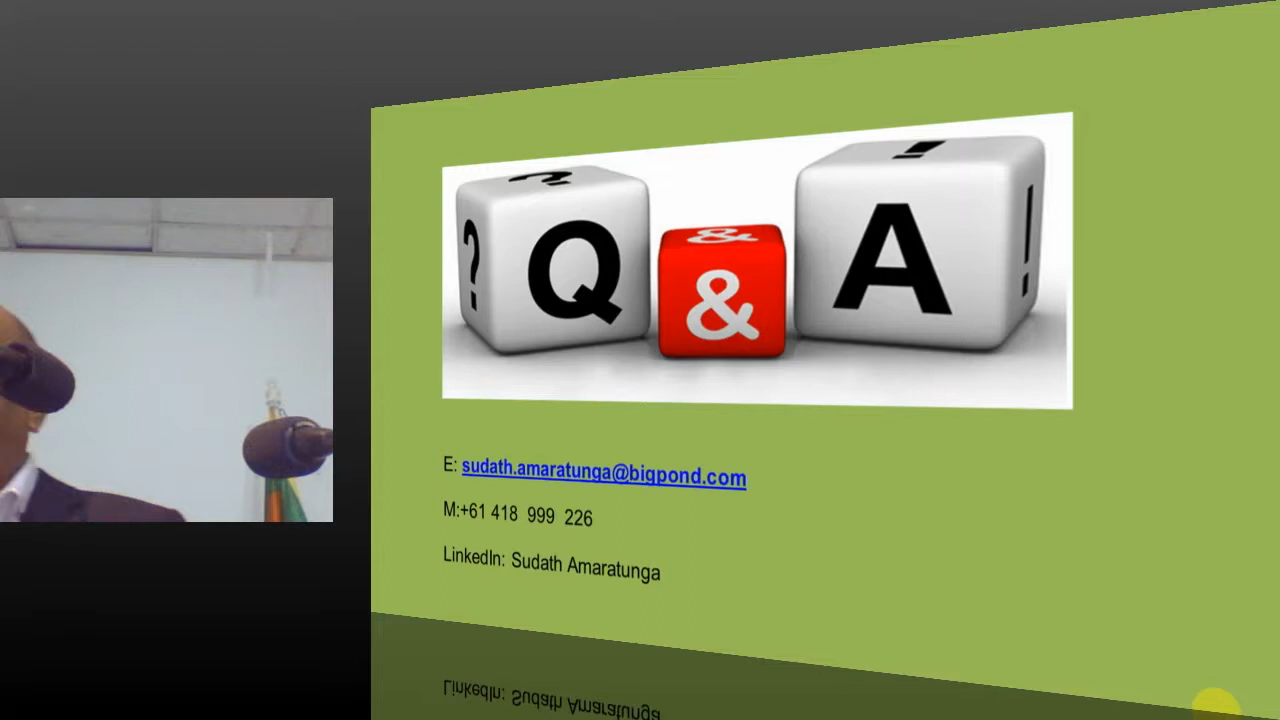 ? Q & A !
E: sudath.amaratunga@bigpond.com
M:+61 418 999 226
LinkedIn: Sudath Amaratunga
LinkedIn: Sudath Amaratunga